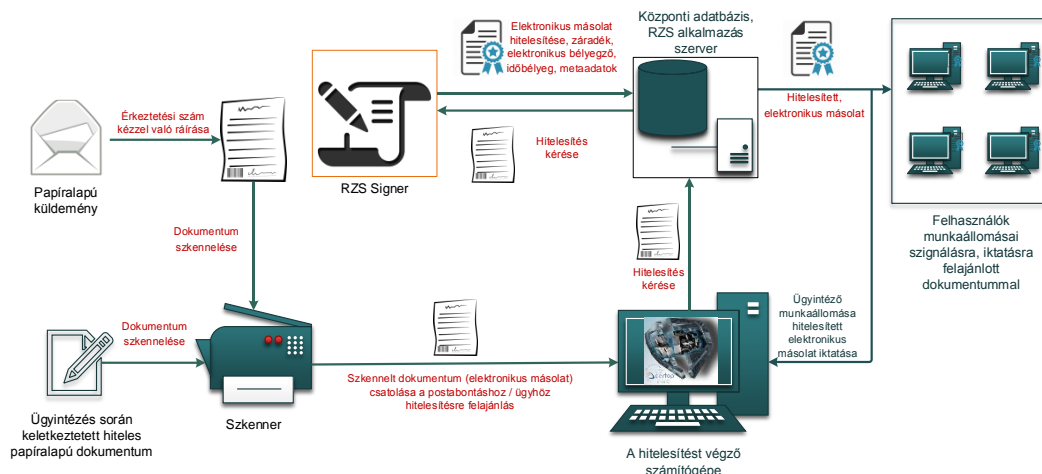 Elektronikus másolat
hitelesítése, záradék,
elektronikus bélyegző,
időbélyeg, metaadatok
Központi adatbázis,
RZS alkalmazás
szerver
Érkeztetési szám
kézzel való ráírása
Hitelesítés
kérése
Hitelesített,
elektronikus másolat
Papíralapú
küldemény
RZS Signer
Dokumentum
szkennelése
Hitelesítés
kérése
Felhasználók
munkaállomásai
szignálásra, iktatásra
felajánlott
dokumentummal
Ügyintéző
munkaállomása
hitelesített
elektronikus
másolat iktatása
Dokumentum
szkennelése
Szkennelt dokumentum (elektronikus másolat)
csatolása a postabontáshoz / ügyhöz
hitelesítésre felajánlás
Ügyintézés során
keletkeztetett hiteles
papíralapú dokumentum
Szkenner
A hitelesítést végző
számítógépe